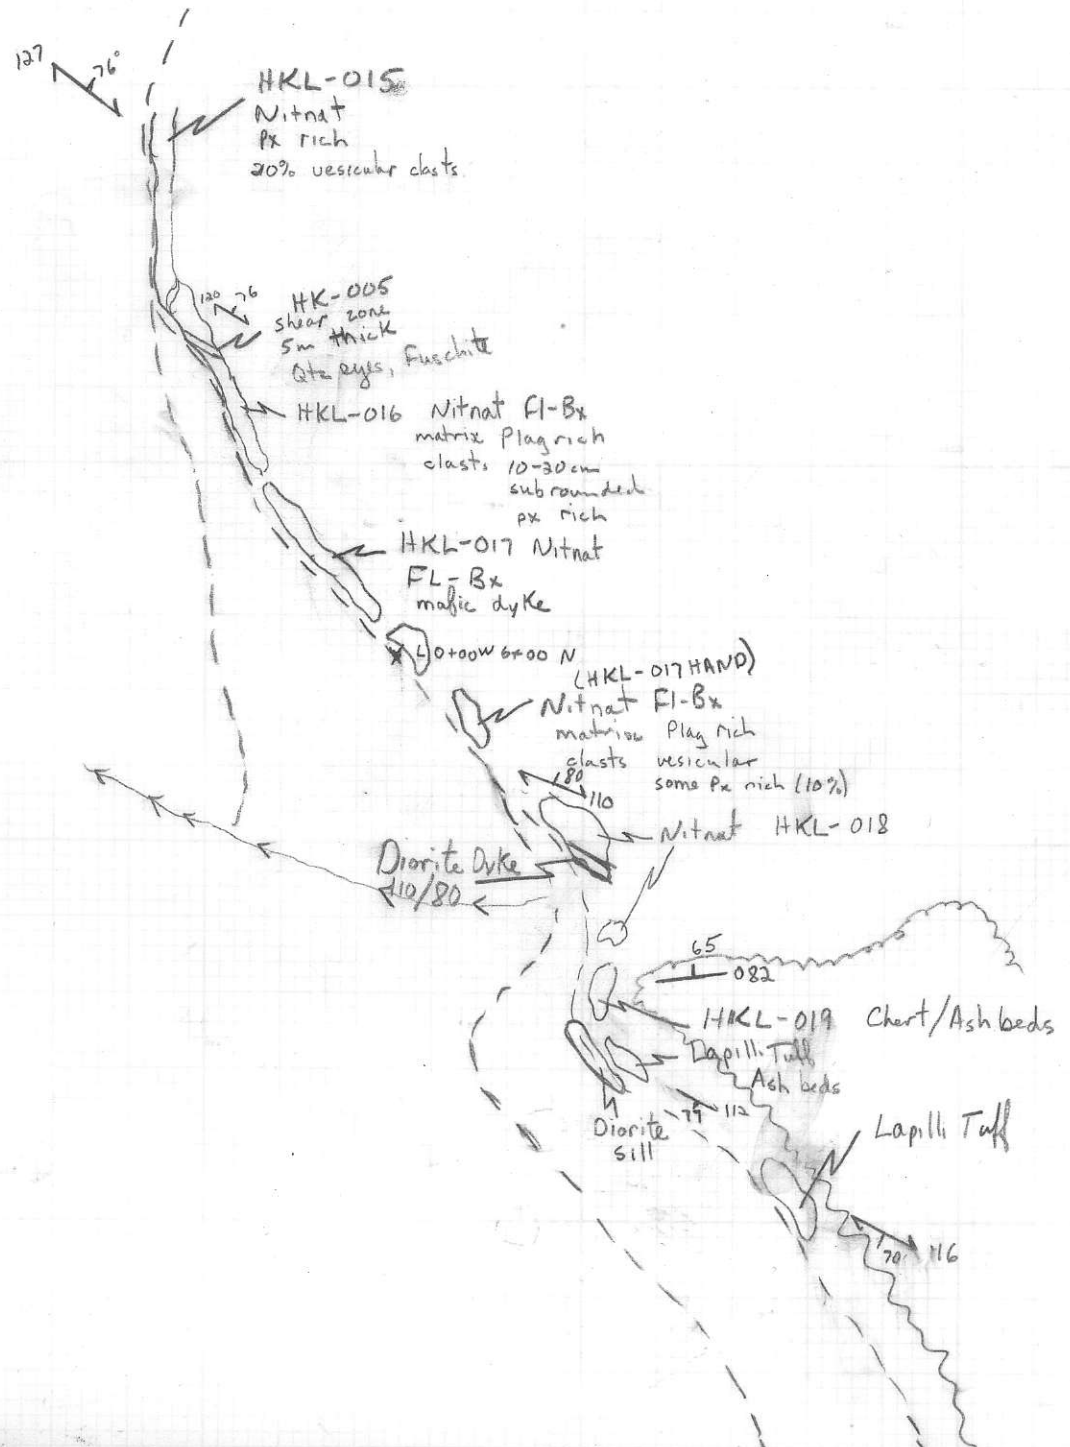 127
76°
HKL-015
Nitnat
Px rich
20% vesicular clasts
120 76
HK-005
shear zone
5m thick
Qtz eyes, Fuschite
HKL-016 Nitnat Fl-Bx
matrix Plag rich
clasts 10-20cm
subrounded
px rich
HKL-017 Nitnat
FL-Bx
mafic dyke
L0+00W 6+00 N
(HKL-017 HAND)
Nitnat Fl-Bx
matrix Plag rich
clasts vesicular
some Px rich (10%)
80
110
Nitnat HKL-018
Diorite Dyke
110/80
65
082
HKL-019 Chert/Ash beds
Lapilli Tuff
Ash beds
79 112
Diorite
sill
Lapilli Tuff
70 116